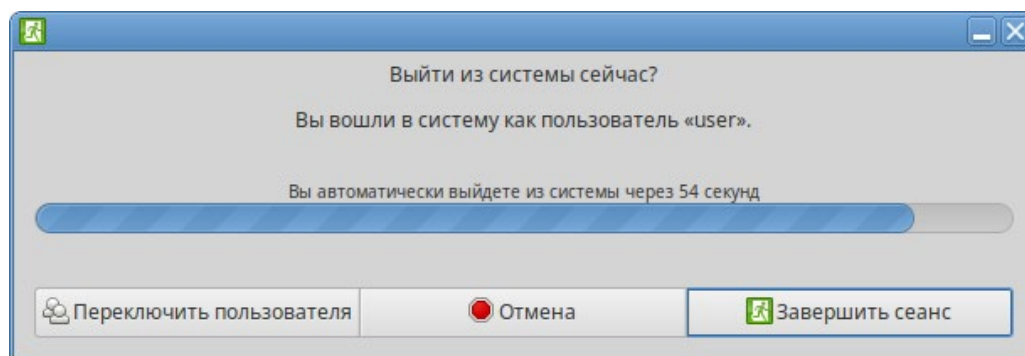 Выйти из системы сейчас?
Вы вошли в систему как пользователь «user».
Вы автоматически выйдете из системы через 54 секунд
Переключить пользователя
Отмена
Завершить сеанс